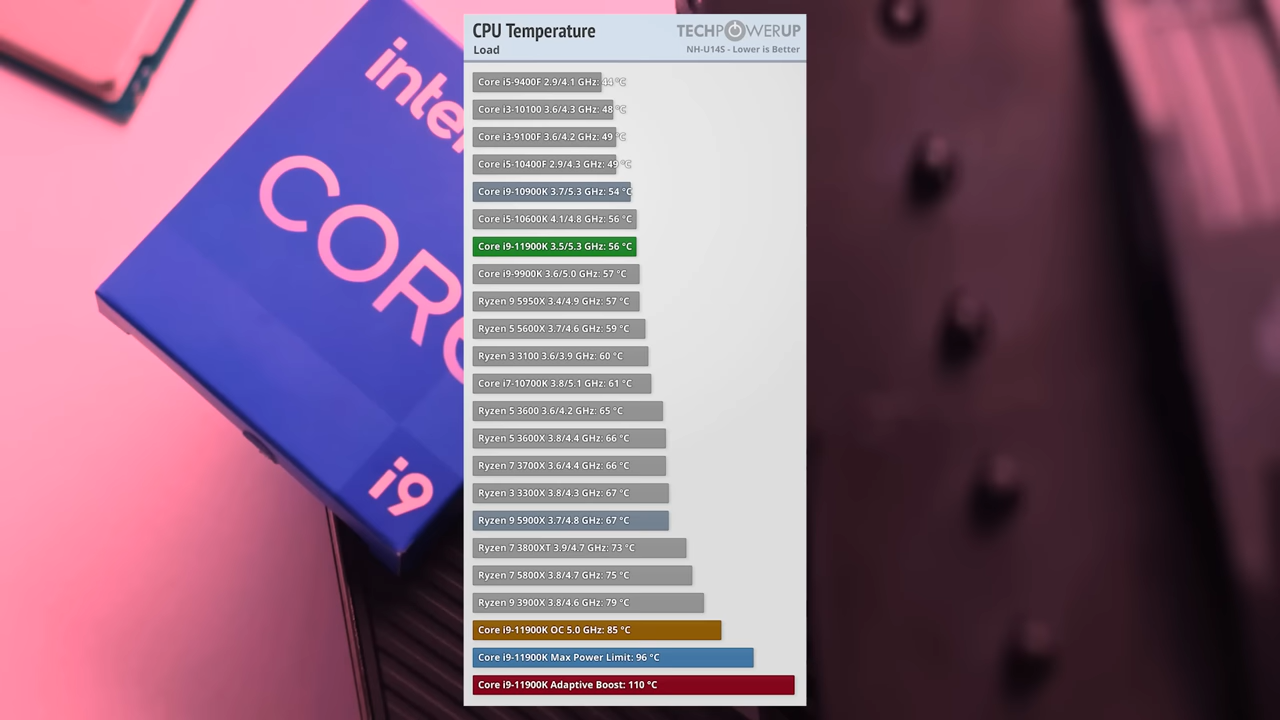 CPU Temperature
TECHPOWERUP
Load
NH-U14S - Lower is Better
Core i5-9400F 2.9/4.1 GHz: 44 °C
Core i3-10100 3.6/4.3 GHz: 48 °C
Core i3-9100F 3.6/4.2 GHz: 49 °C
Core i5-10400F 2.9/4.3 GHz: 49 °C
Core i9-10900K 3.7/5.3 GHz: 54 °C
Core i5-10600K 4.1/4.8 GHz: 56 °C
Core i9-11900K 3.5/5.3 GHz: 56 °C
Core i9-9900K 3.6/5.0 GHz: 57 °C
Ryzen 9 5950X 3.4/4.9 GHz: 57 °C
Ryzen 5 5600X 3.7/4.6 GHz: 59 °C
Ryzen 3 3100 3.6/3.9 GHz: 60 °C
Core i7-10700K 3.8/5.1 GHz: 61 °C
Ryzen 5 3600 3.6/4.2 GHz: 65 °C
Ryzen 5 3600X 3.8/4.4 GHz: 66 °C
Ryzen 7 3700X 3.6/4.4 GHz: 66 °C
Ryzen 3 3300X 3.8/4.3 GHz: 67 °C
Ryzen 9 5900X 3.7/4.8 GHz: 67 °C
Ryzen 7 3800XT 3.9/4.7 GHz: 73 °C
Ryzen 7 5800X 3.8/4.7 GHz: 75 °C
Ryzen 9 3900X 3.8/4.6 GHz: 79 °C
Core i9-11900K OC 5.0 GHz: 85 °C
Core i9-11900K Max Power Limit: 96 °C
Core i9-11900K Adaptive Boost: 110 °C
inte
COR
i9